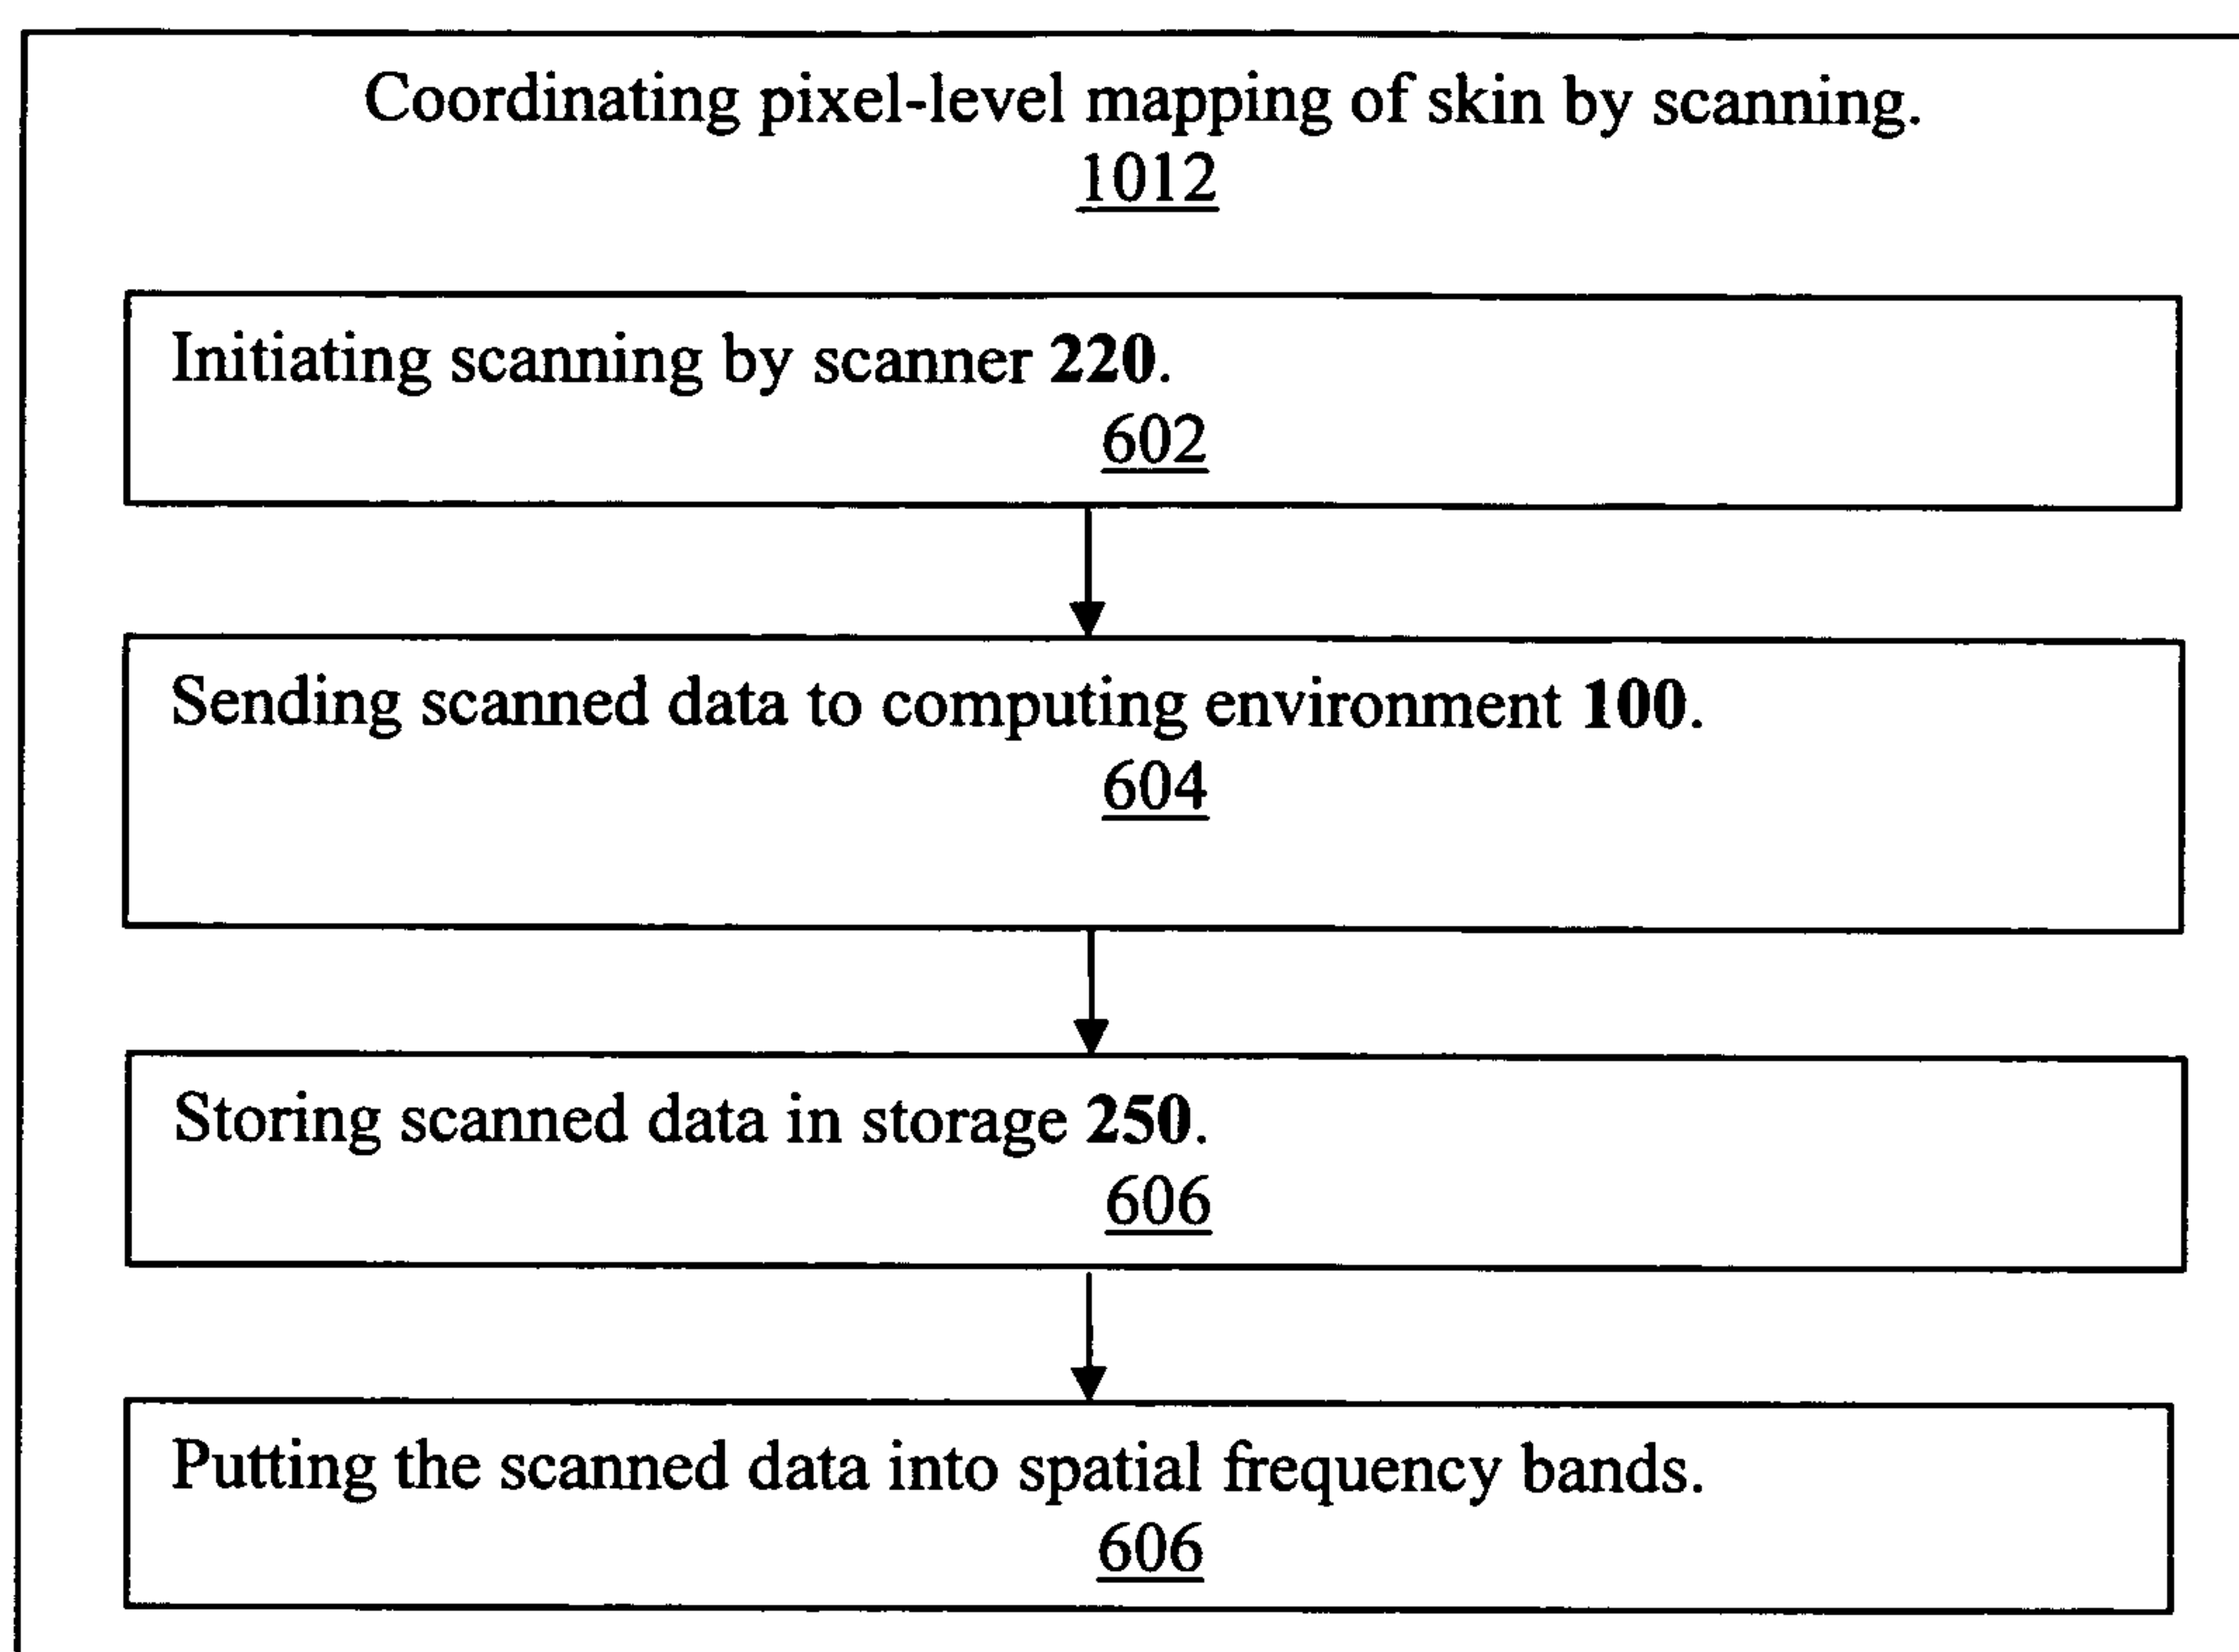 Coordinating pixel-level mapping of skin by scanning.
1012
Initiating scanning by scanner 220.
602
Sending scanned data to computing environment 100.
604
Storing scanned data in storage 250.
606
Putting the scanned data into spatial frequency bands.
606